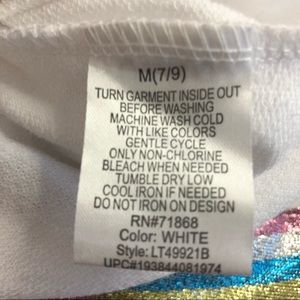 M(7/9)
TURN GARMENT INSIDE OUT
BEFORE WASHING
MACHINE WASH COLD
WITH LIKE COLORS
GENTLE CYCLE
ONLY NON-CHLORINE
BLEACH WHEN NEEDED
TUMBLE DRY LOW
COOL IRON IF NEEDED
DO NOT IRON ON DESIGN
RN#71868
Color: WHITE
Style: LT49921B
UPC#193844081974